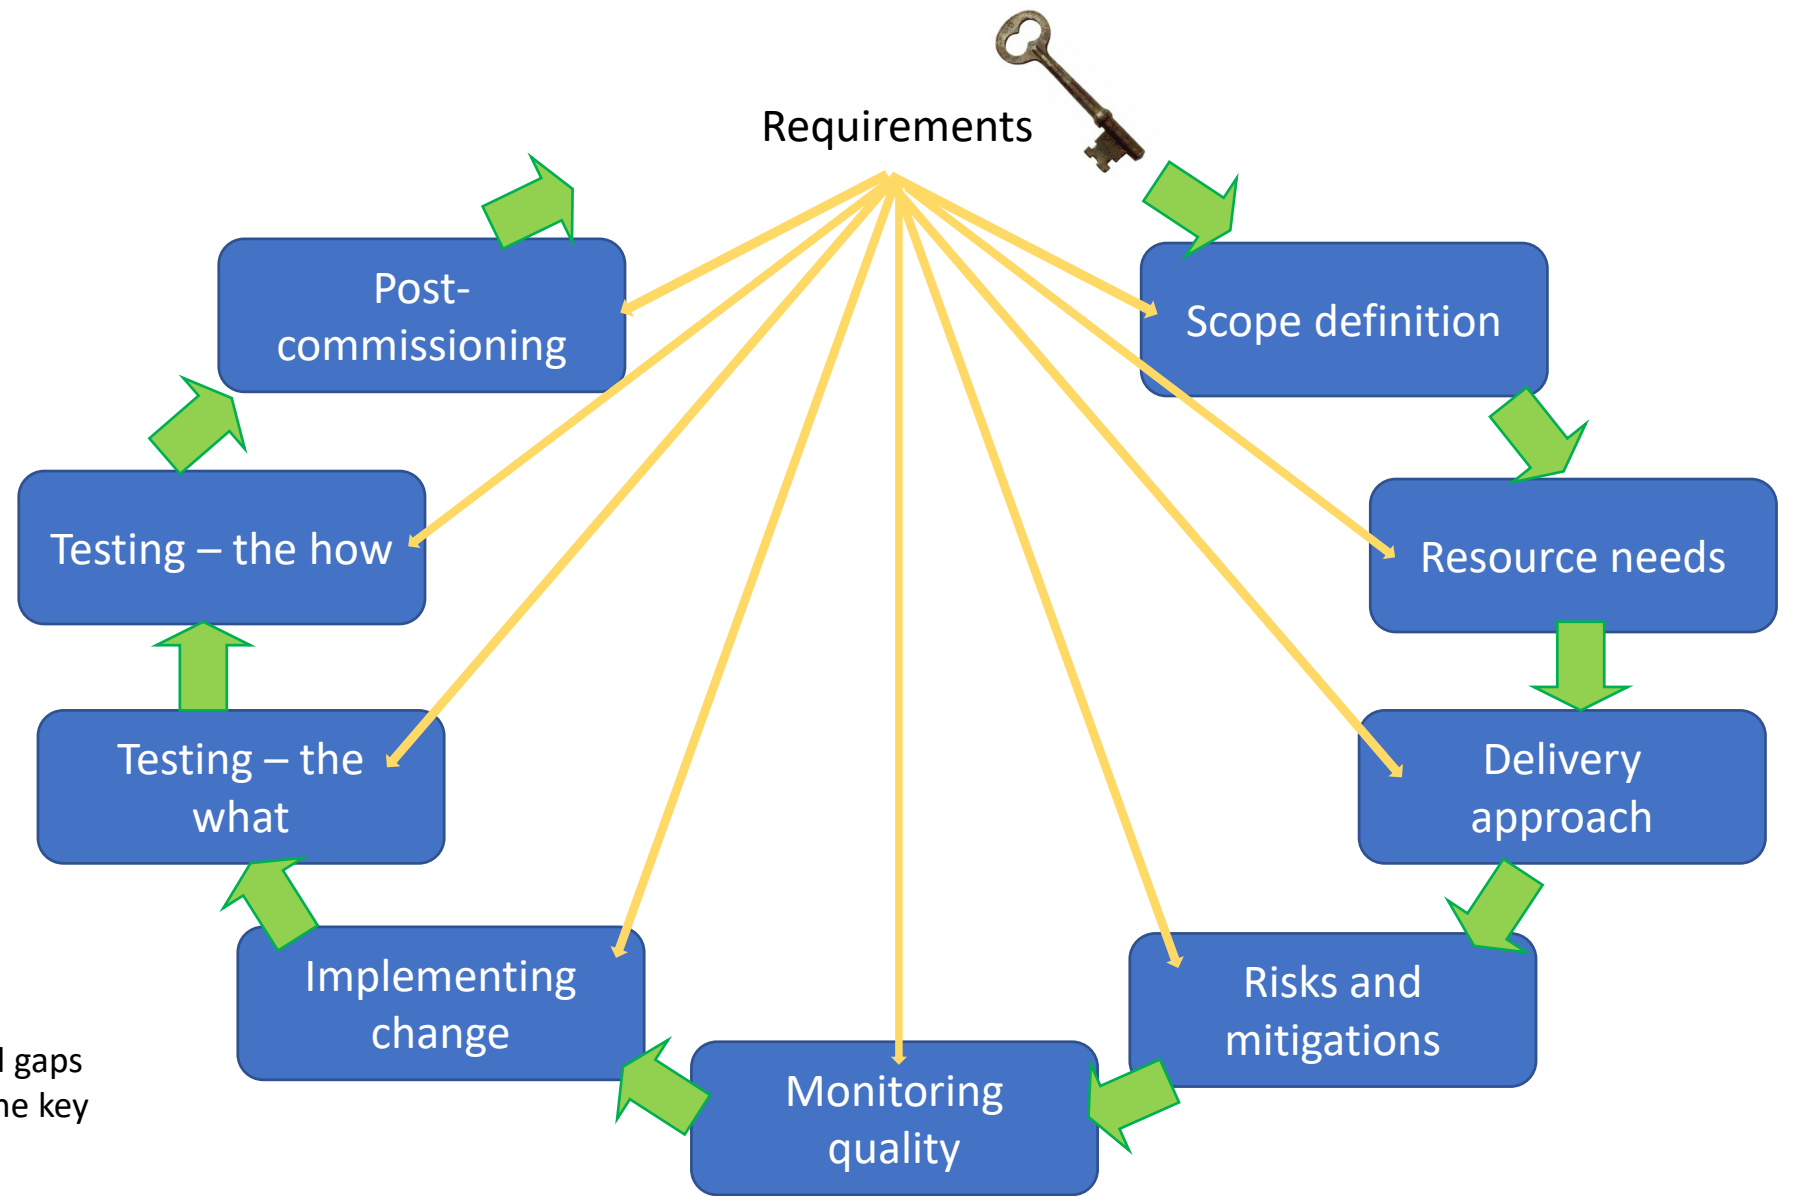 Requirements
Scope definition
Resource needs
Delivery
approach
Risks and
mitigations
Monitoring
quality
Implementing
change
Testing – the
what
Testing – the how
Post-
commissioning
gaps
key